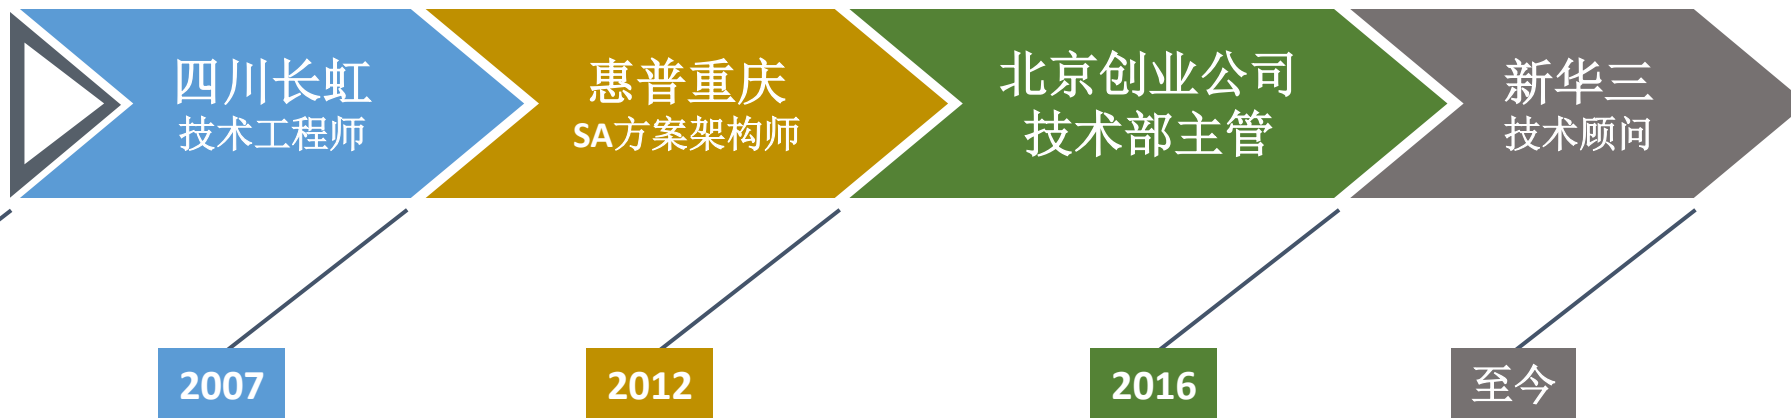 四川长虹
技术工程师
惠普重庆
SA方案架构师
北京创业公司
技术部主管
新华三
技术顾问
2007
2012
2016
至今